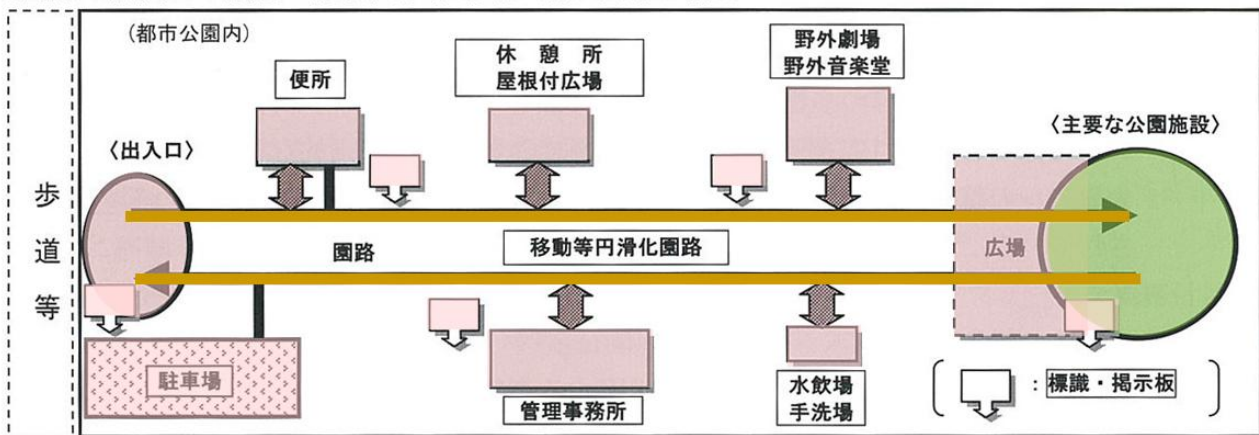 (都市公園内)
便所
休憩所
屋根付広場
野外劇場
野外音楽堂
〈主要な公園施設〉
〈出入口〉
歩道等
園路
移動等円滑化園路
広場
駐車場
管理事務所
水飲場
手洗場
：標識・掲示板